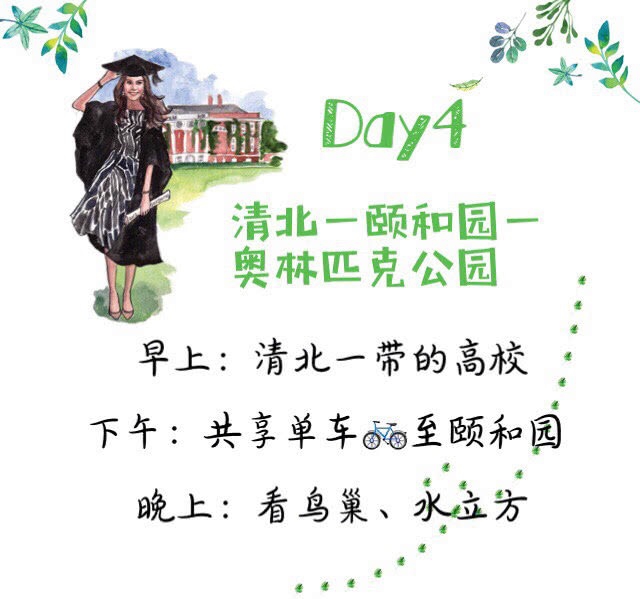 Day4
清北一颐和园一
奥林匹克公园
早上：清北一带的高校
下午：共享单车至颐和园
晚上：看鸟巢、水立方